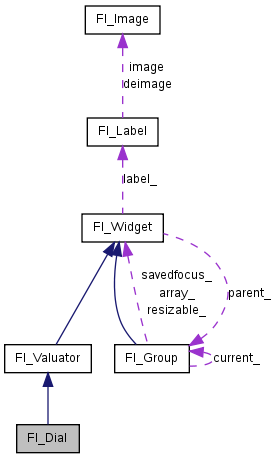 Fl_Image
image
deimage
Fl_Label
label_
Fl_Widget
savedfocus_
array_
resizable_
parent_
Fl_Valuator
Fl_Group
current_
Fl_Dial